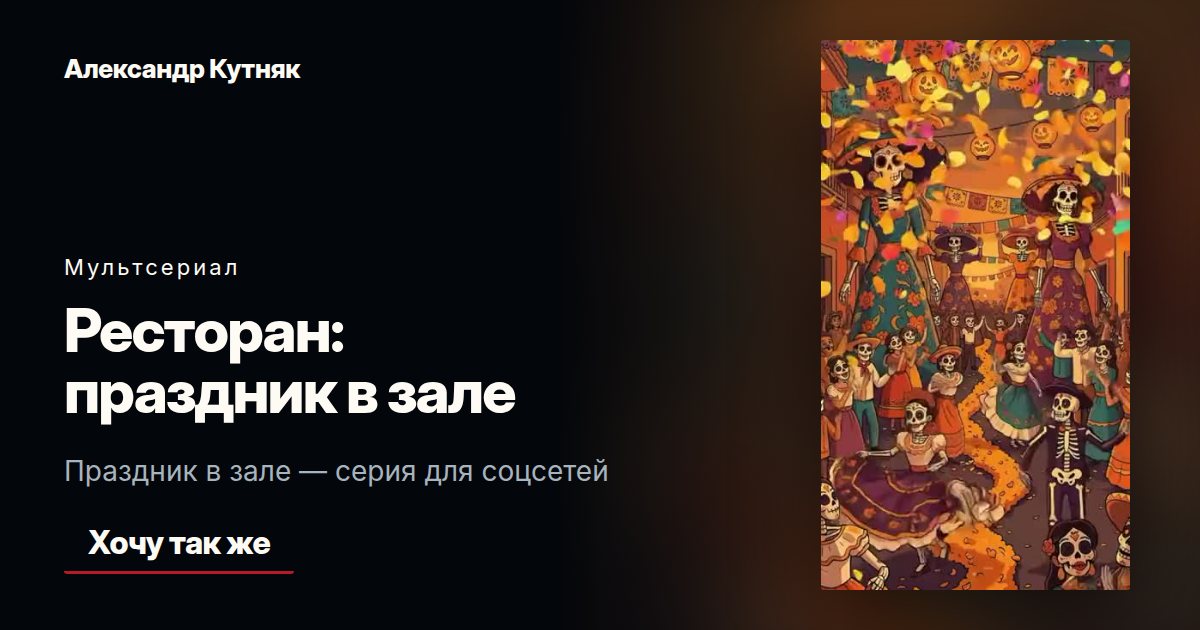 Александр Кутняк
Мультсериал
Ресторан:
праздник в зале
Праздник в зале — серия для соцсетей
Хочу так же